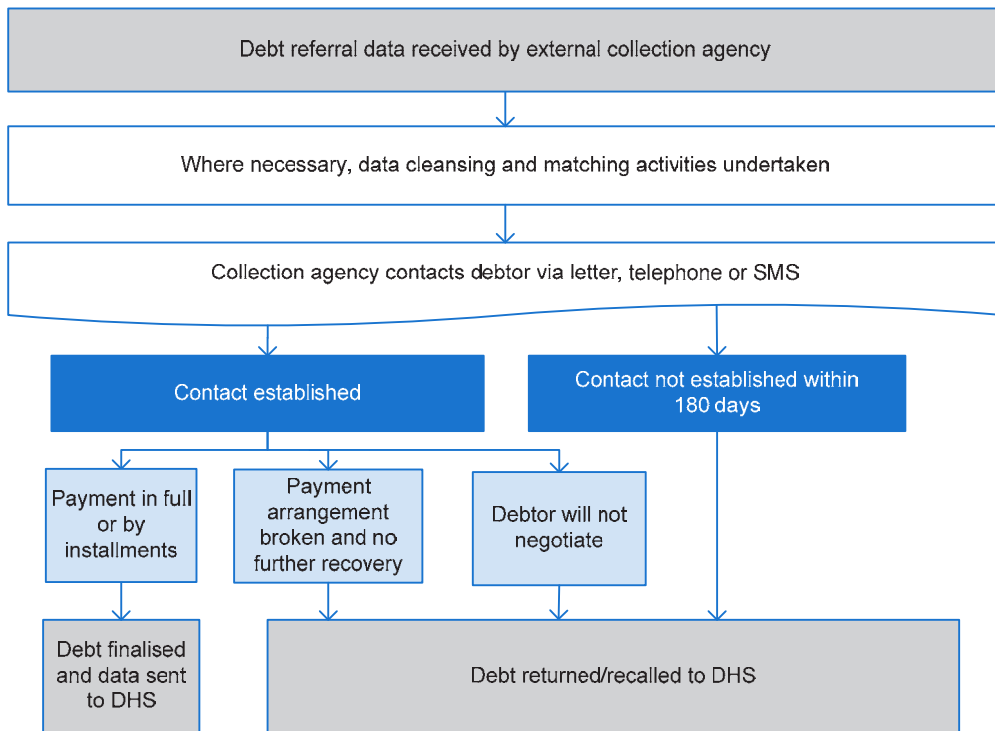 Debt referral data received by external collection agency
Where necessary, data cleansing and matching activities undertaken
Collection agency contacts debtor via letter, telephone or SMS
Contact established
Contact not established within
180 days
Payment in full
or by
installments
Payment
arrangement
broken and no
further recovery
Debtor will not
negotiate
Debt finalised
and data sent
to DHS
Debt returned/recalled to DHS